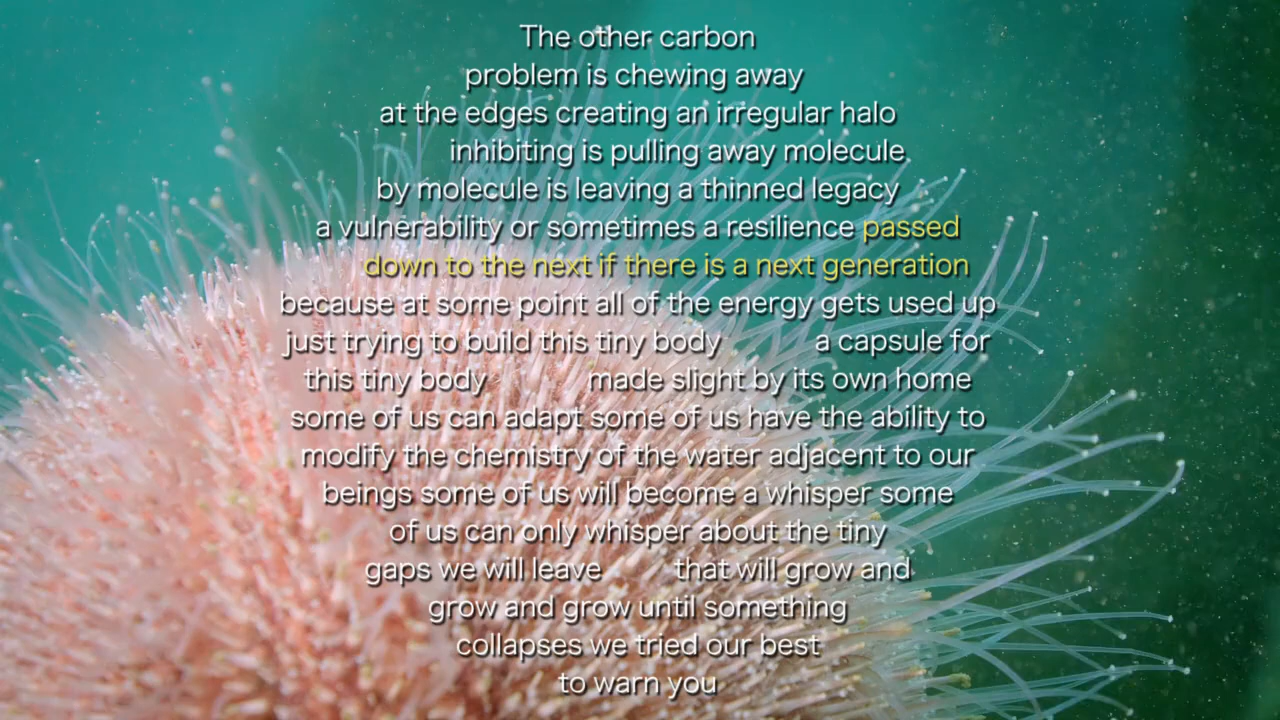 The other carbon
problem is chewing away
at the edges creating an irregular halo
inhibiting is pulling away molecule
by molecule is leaving a thinned legacy
a vulnerability or sometimes a resilience passed
down to the next if there is a next generation
because at some point all of the energy gets used up
just trying to build this tiny body a capsule for
this tiny body made slight by its own home
some of us can adapt some of us have the ability to
modify the chemistry of the water adjacent to our
beings some of us will become a whisper some
of us can only whisper about the tiny
gaps we will leave that will grow and
grow and grow until something
collapses we tried our best
to warn you